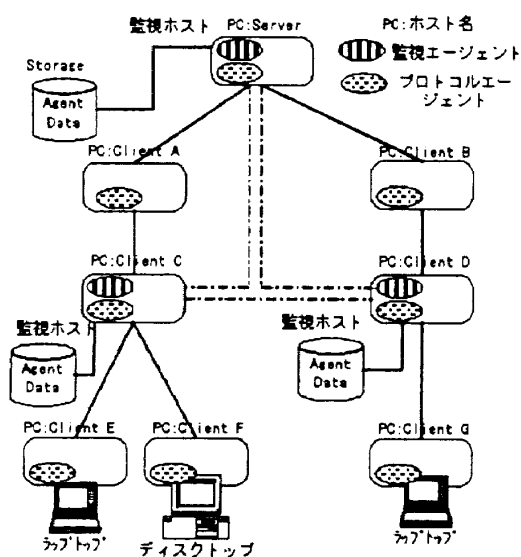 監視ホスト
PC:Server
PC:ホスト名
監視エージェント
プロトコルエー
ジェント
Storage
Agent
Data
PC:Client A
PC:Client B
PC:Client C
PC:Client D
監視ホスト
Agent
Data
監視ホスト
Agent
Data
PC:Client E
PC:Client F
PC:Client G
ラップトップ
ディスクトップ
ラップトップ